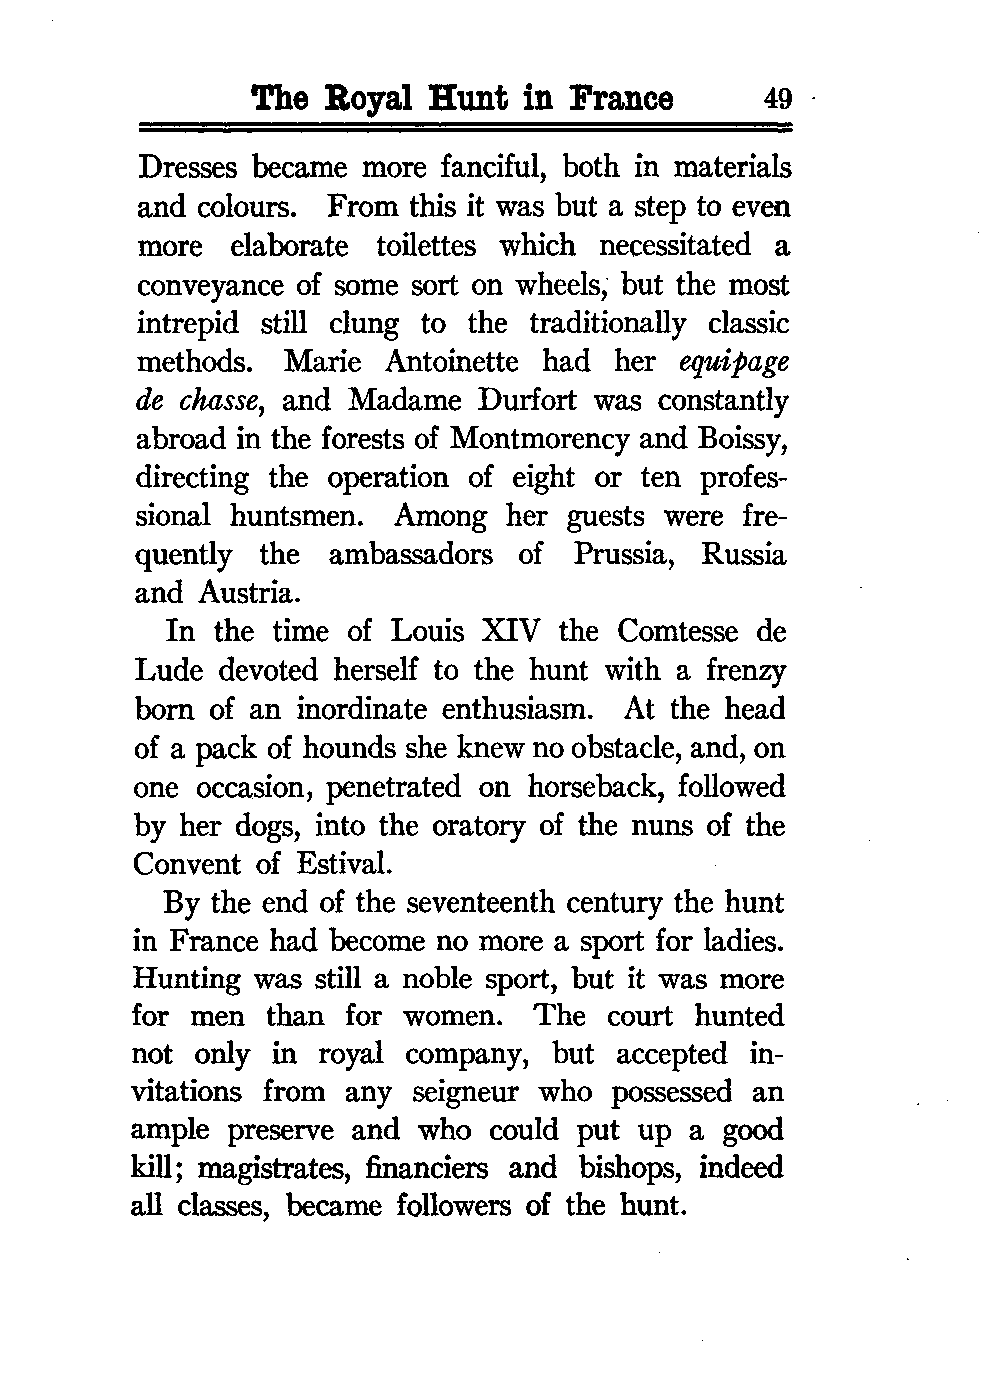 The Royal Hunt in France 49
Dresses became more fanciful, both in materials
and colours. From this it was but a step to even
more elaborate toilettes which necessitated a
conveyance of some sort on wheels, but the most
intrepid still clung to the traditionally classic
methods. Marie Antoinette had her equipage
de chasse, and Madame Durfort was constantly
abroad in the forests of Montmorency and Boissy,
directing the operation of eight or ten profes-
sional huntsmen. Among her guests were fre-
quently the ambassadors of Prussia, Russia
and Austria.
In the time of Louis XIV the Comtesse de
Lude devoted herself to the hunt with a frenzy
born of an inordinate enthusiasm. At the head
of a pack of hounds she knew no obstacle, and, on
one occasion, penetrated on horseback, followed
by her dogs, into the oratory of the nuns of the
Convent of Estival.
By the end of the seventeenth century the hunt
in France had become no more a sport for ladies.
Hunting was still a noble sport, but it was more
for men than for women. The court hunted
not only in royal company, but accepted in-
vitations from any seigneur who possessed an
ample preserve and who could put up a good
kill; magistrates, financiers and bishops, indeed
all classes, became followers of the hunt.